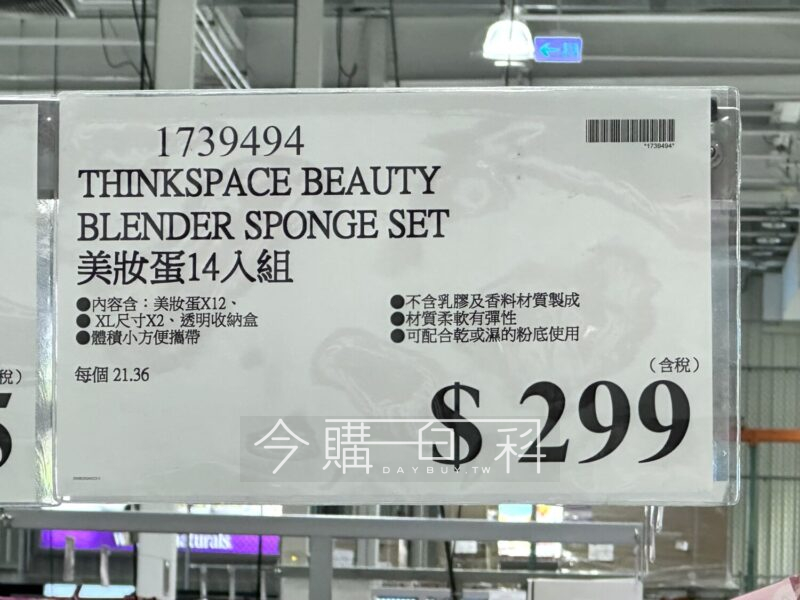 1739494
*1739494*
THINKSPACE BEAUTY
BLENDER SPONGE SET
美妝蛋14入組
●內容含：美妝蛋X12、
● XL尺寸X2、透明收納盒
●體積小方便攜帶
●不含乳膠及香料材質製成
●材質柔軟有彈性
●可配合乾或濕的粉底使用
每個 21.36
（含稅）
$ 299
今購百科
DAYBUY.TW
稅）
5